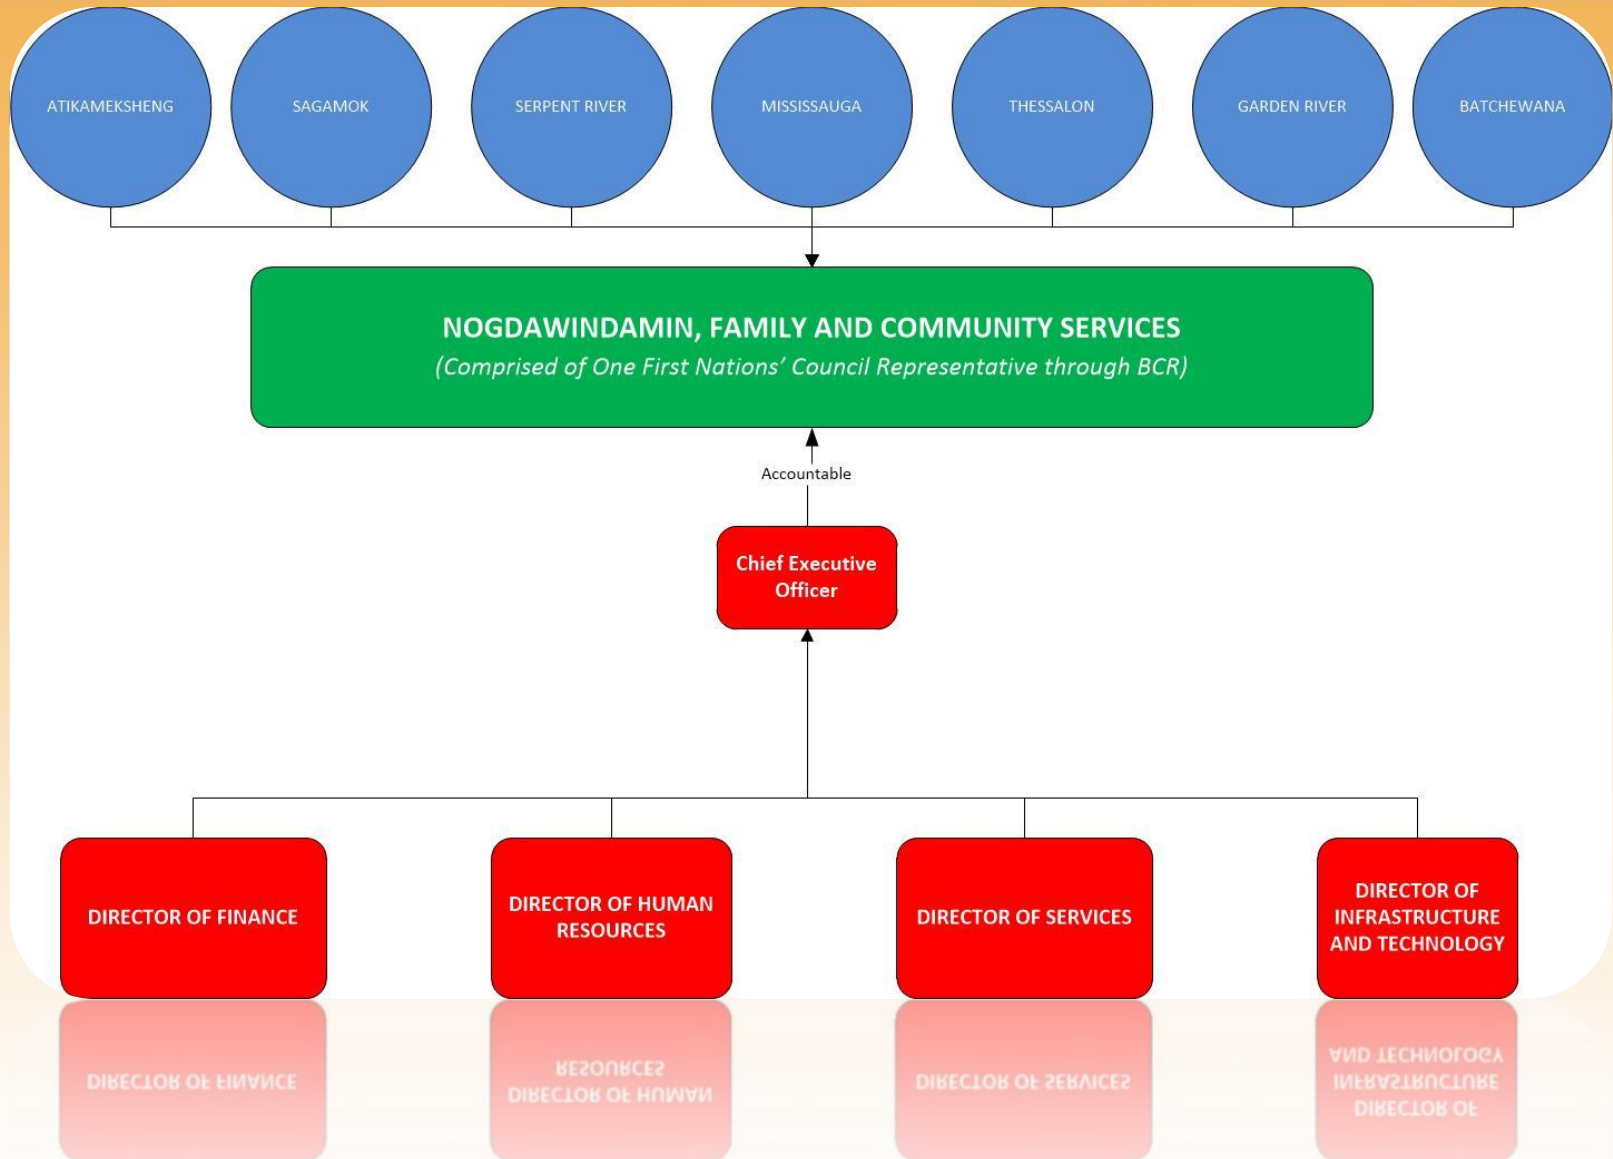 ATIKAMEKSHENG
SAGAMOK
SERPENT RIVER
MISSISSAUGA
THESSALON
GARDEN RIVER
BATCHEWANA
NOGDAWINDAMIN, FAMILY AND COMMUNITY SERVICES
(Comprised of One First Nations’ Council Representative through BCR)
Accountable
Chief Executive
Officer
DIRECTOR OF FINANCE
DIRECTOR OF HUMAN
RESOURCES
DIRECTOR OF SERVICES
DIRECTOR OF
INFRASTRUCTURE
AND TECHNOLOGY